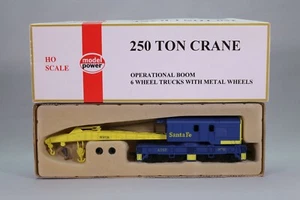 HO
SCALE
model
power
250 TON CRANE
OPERATIONAL BOOM
6 WHEEL TRUCKS WITH METAL WHEELS
Santa Fe